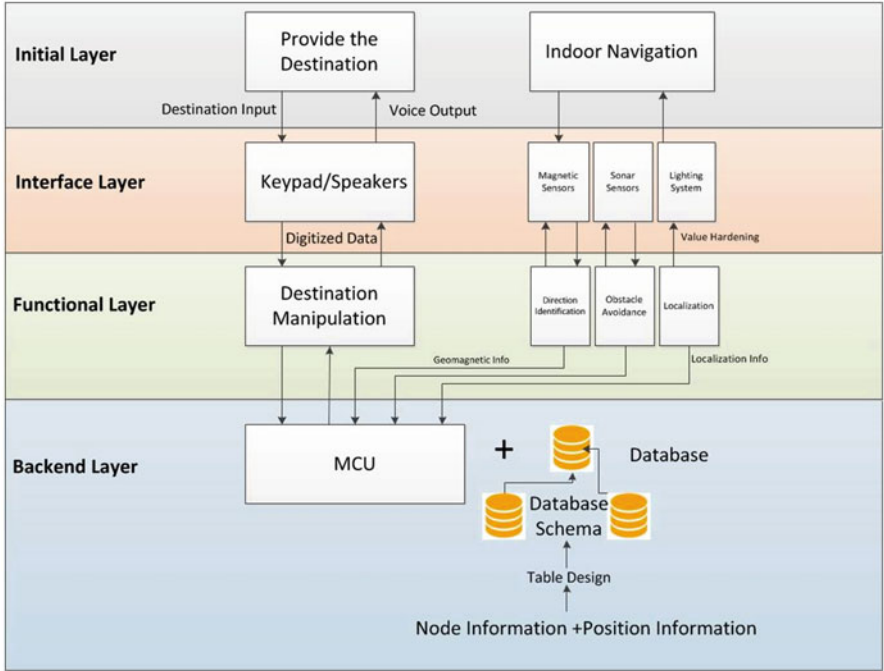 Initial Layer
Provide the
Destination
Indoor Navigation
Destination Input
Voice Output
Interface Layer
Keypad/Speakers
Magnetic
Sensors
Sonar
Sensors
Lighting
System
Digitized Data
Value Hardening
Functional Layer
Destination
Manipulation
Direction
Identification
Obstacle
Avoidance
Localization
Geomagnetic Info
Localization Info
Backend Layer
MCU
+
Database
Database
Schema
Table Design
Node Information +Position Information